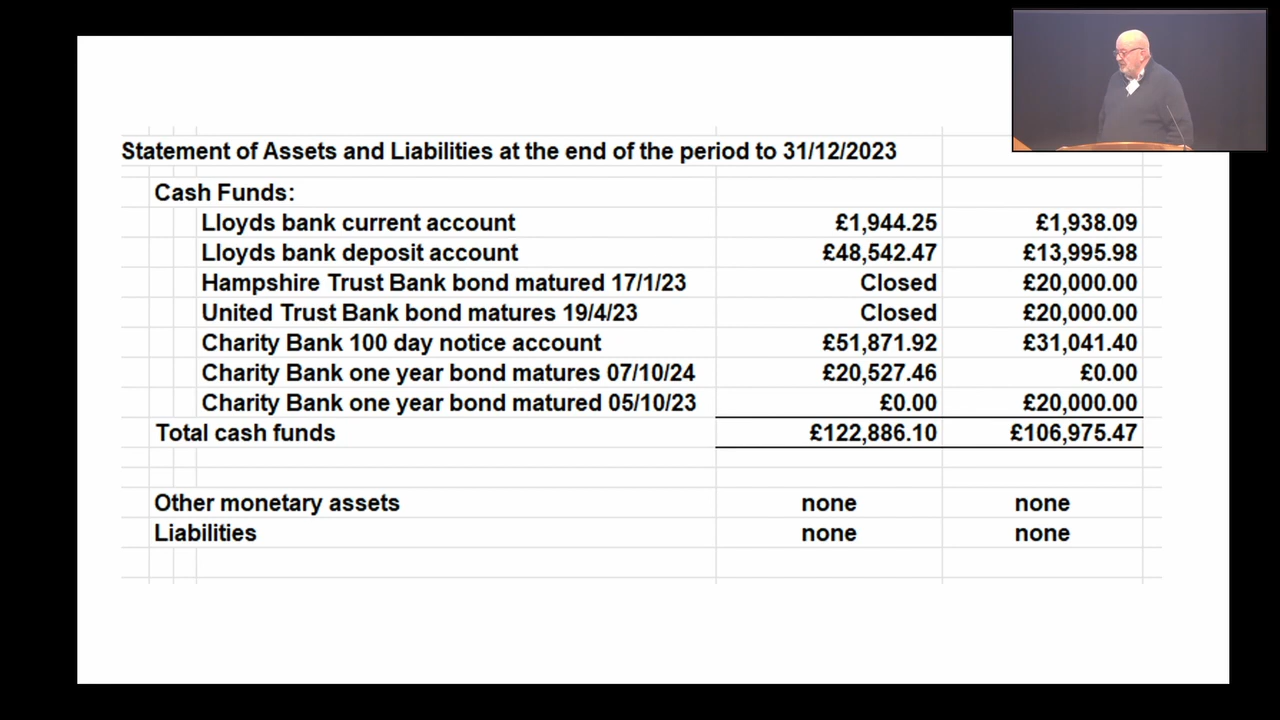 Statement of Assets and Liabilities at the end of the period to 31/12/2023
Cash Funds:
Lloyds bank current account £1,944.25 £1,938.09
Lloyds bank deposit account £48,542.47 £13,995.98
Hampshire Trust Bank bond matured 17/1/23 Closed £20,000.00
United Trust Bank bond matures 19/4/23 Closed £20,000.00
Charity Bank 100 day notice account £51,871.92 £31,041.40
Charity Bank one year bond matures 07/10/24 £20,527.46 £0.00
Charity Bank one year bond matured 05/10/23 £0.00 £20,000.00
Total cash funds £122,886.10 £106,975.47
Other monetary assets none none
Liabilities none none